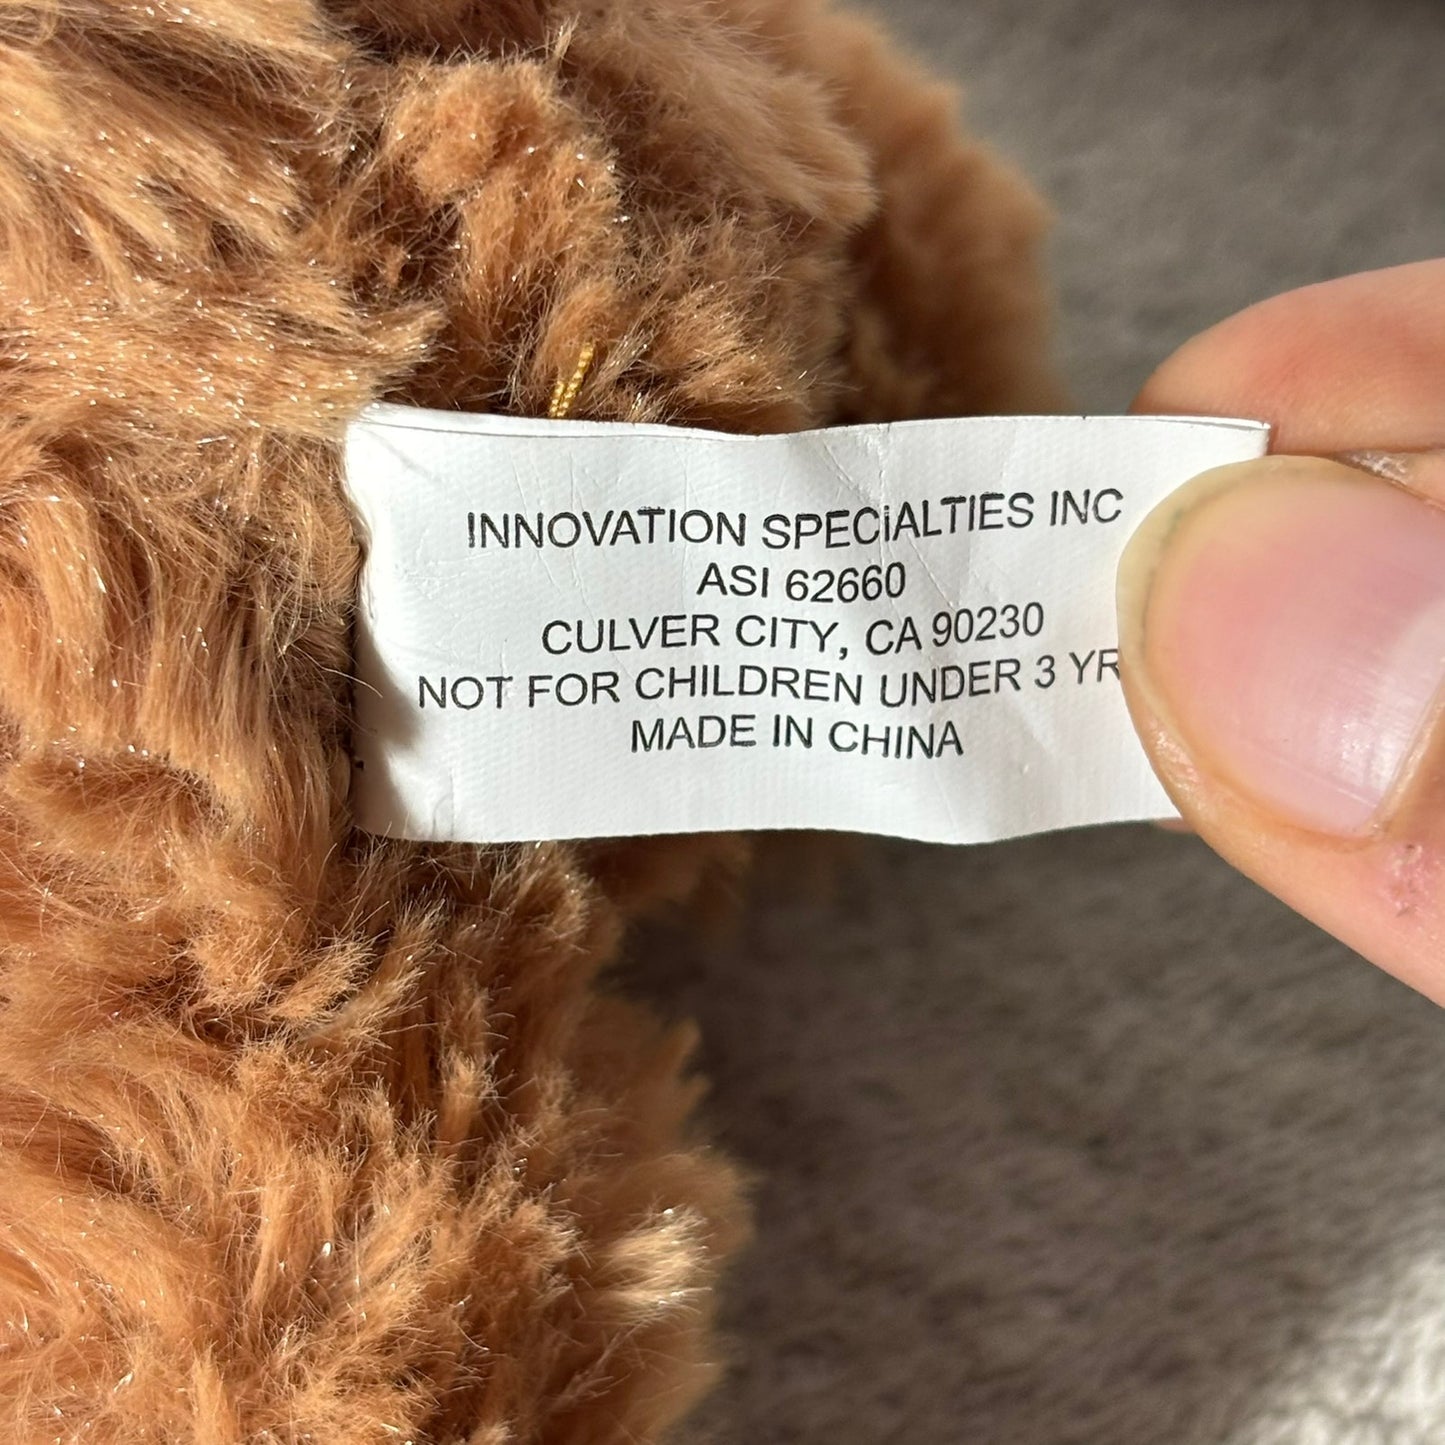 INNOVATION SPECiALTIES INC
ASI 62660
CULVER CITY, CA 90230
NOT FOR CHILDREN UNDER 3 YR
MADE IN CHINA